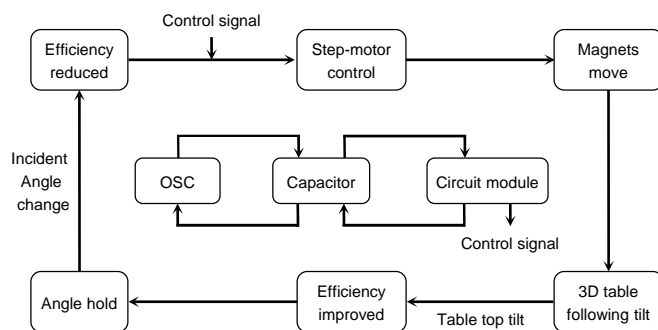 Control signal
Efficiency
reduced
Step-motor
control
Magnets
move
Incident
Angle
change
OSC
Capacitor
Circuit module
Control signal
Angle hold
Efficiency
improved
Table top tilt
3D table
following tilt